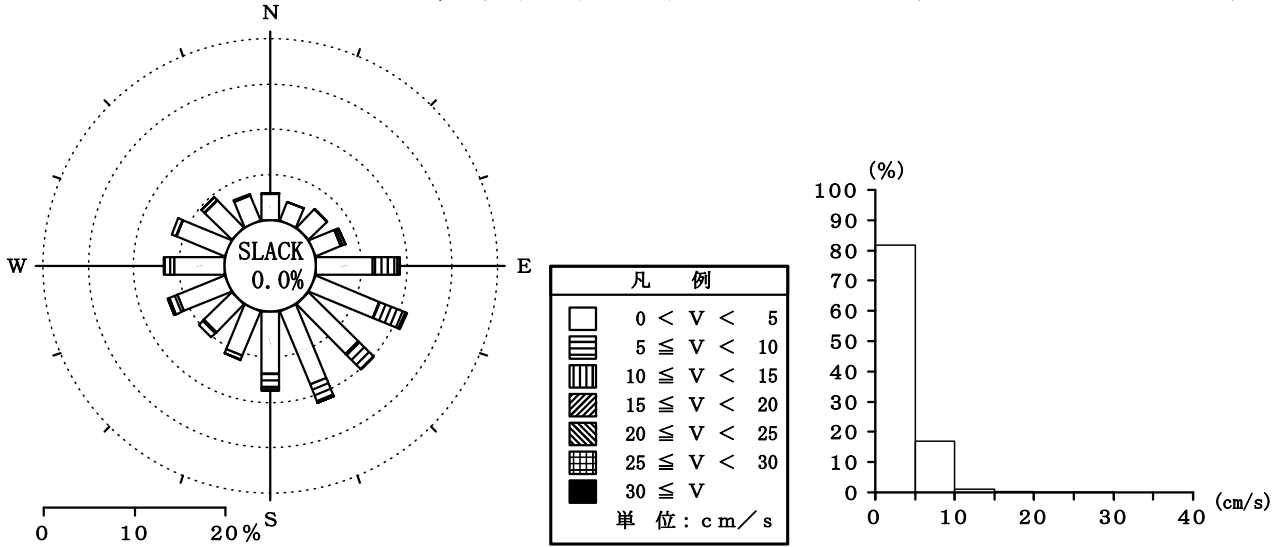 N
W
E
S
SLACK
0.0%
0 10 20%
凡 例
0 < V < 5
5 ≦ V < 10
10 ≦ V < 15
15 ≦ V < 20
20 ≦ V < 25
25 ≦ V < 30
30 ≦ V
単 位: cm/s
(%)
100
90
80
70
60
50
40
30
20
10
0
0 10 20 30 40 (cm/s)